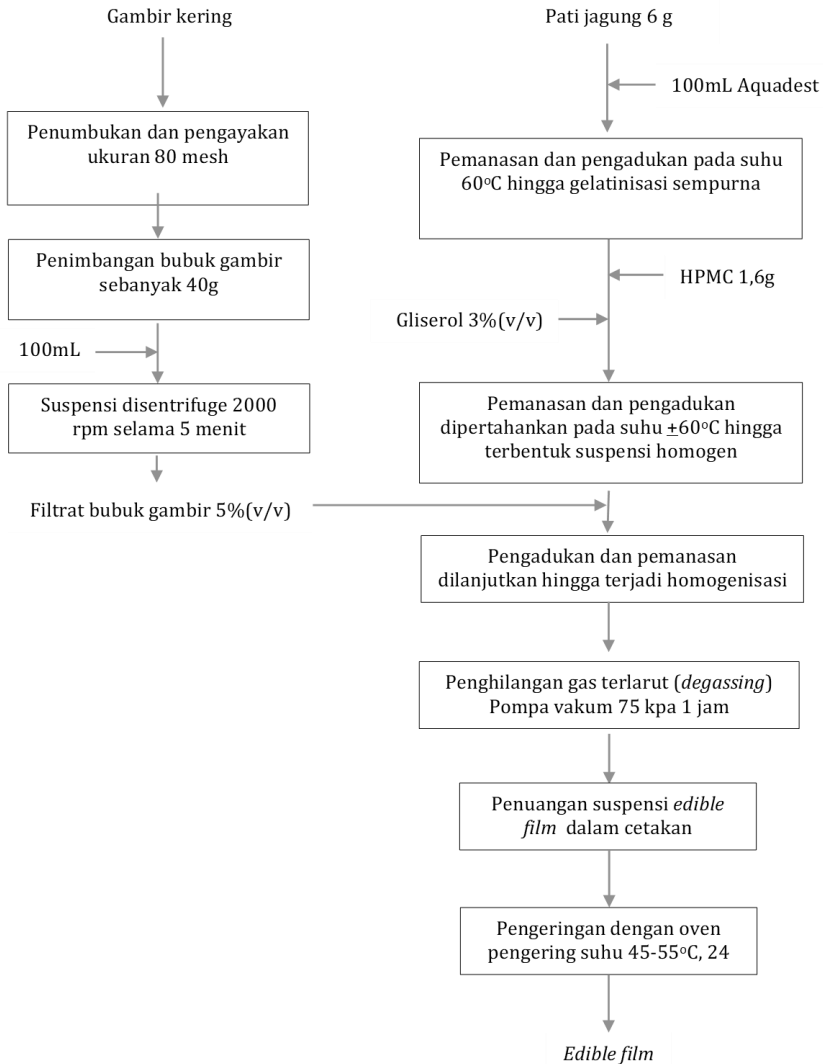 Gambir kering
Penumbukan dan pengayakan
ukuran 80 mesh
Penimbangan bubuk gambir
sebanyak 40g
100mL
Suspensi disentrifuge 2000
rpm selama 5 menit
Filtrat bubuk gambir 5%(v/v)
Pati jagung 6 g
100mL Aquadest
Pemanasan dan pengadukan pada suhu
60°C hingga gelatinisasi sempurna
HPMC 1,6g
Gliserol 3%(v/v)
Pemanasan dan pengadukan
dipertahankan pada suhu ±60°C hingga
terbentuk suspensi homogen
Pengadukan dan pemanasan
dilanjutkan hingga terjadi homogenisasi
Penghilangan gas terlarut (degassing)
Pompa vakum 75 kpa 1 jam
Penuangan suspensi edible
film dalam cetakan
Pengeringan dengan oven
pengering suhu 45-55°C, 24
Edible film